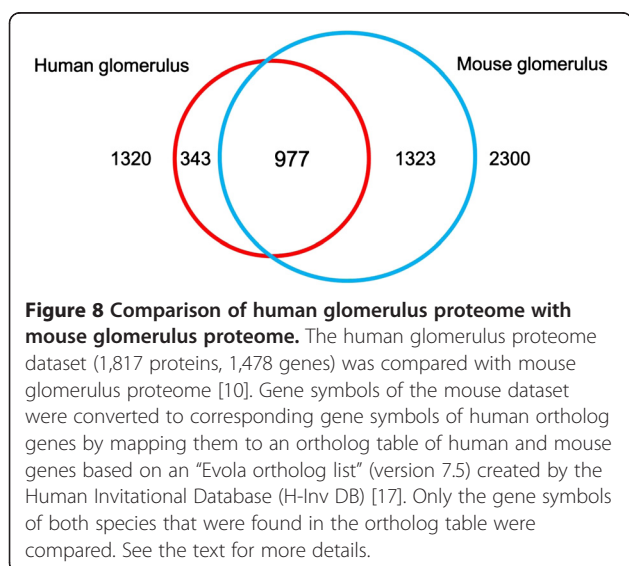 Human glomerulus
Mouse glomerulus
1320 343 977 1323 2300
Figure 8 Comparison of human glomerulus proteome with
mouse glomerulus proteome. The human glomerulus proteome
dataset (1,817 proteins, 1,478 genes) was compared with mouse
glomerulus proteome [10]. Gene symbols of the mouse dataset
were converted to corresponding gene symbols of human ortholog
genes by mapping them to an ortholog table of human and mouse
genes based on an “Evola ortholog list” (version 7.5) created by the
Human Invitational Database (H-Inv DB) [17]. Only the gene symbols
of both species that were found in the ortholog table were
compared. See the text for more details.